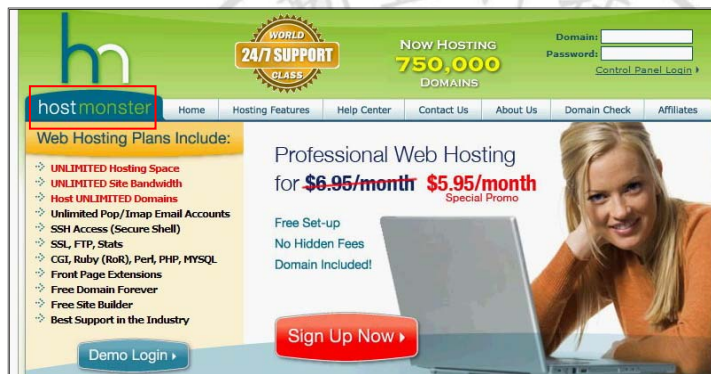 hm
WORLD
24/7 SUPPORT
CLASS
NOW HOSTING
750,000
DOMAINS
Domain:
Password:
Control Panel Login
hostmonster
Home
Hosting Features
Help Center
Contact Us
About Us
Domain Check
Affiliates
Web Hosting Plans Include:
UNLIMITED Hosting Space
UNLIMITED Site Bandwidth
Host UNLIMITED Domains
Unlimited Pop/Imap Email Accounts
SSH Access (Secure Shell)
SSL, FTP, Stats
CGI, Ruby (RoR), Perl, PHP, MYSQL
Front Page Extensions
Free Domain Forever
Free Site Builder
Best Support in the Industry
Demo Login
Professional Web Hosting
for $6.95/month $5.95/month
Special Promo
Free Set-up
No Hidden Fees
Domain Included!
Sign Up Now